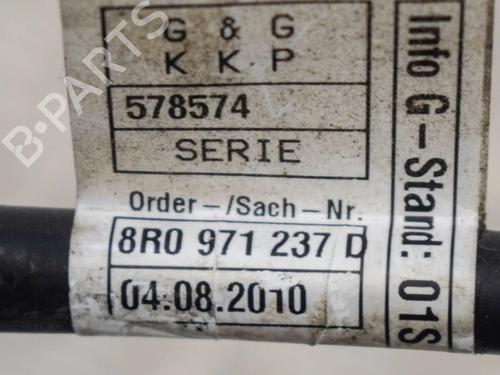 G & G
K K P
578574
SERIE
Order-/Sach-Nr.
8R0 971 237 D
04.08.2010
Info G-Stand: 01S
B-PARTS